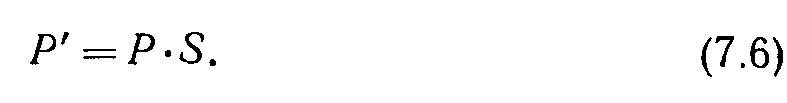 P′ = P·S. (7.6)